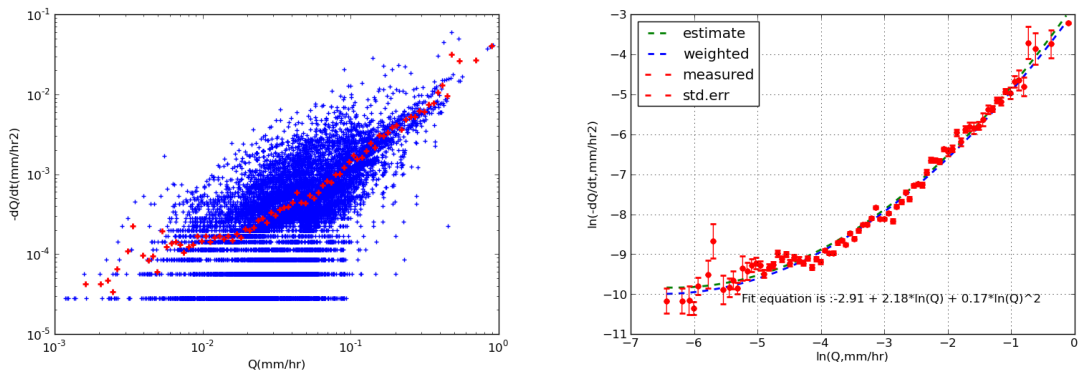 -dQ/dt(mm/hr2)
10^-1
10^-2
10^-3
10^-4
10^-5
10^-3
10^-2
10^-1
10^0
Q(mm/hr)
ln(-dQ/dt,mm/hr2)
−3
−4
−5
−6
−7
−8
−9
−10
−11
estimate
weighted
measured
std.err
Fit equation is :-2.91 + 2.18*ln(Q) + 0.17*ln(Q)^2
−7
−6
−5
−4
−3
−2
−1
0
ln(Q,mm/hr)